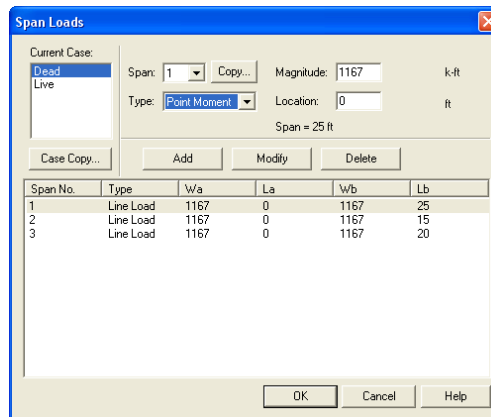 Span Loads
Current Case:
Dead
Live
Span: 1 Copy... Magnitude: 1167 k-ft
Type: Point Moment Location: 0 ft
Span = 25 ft
Case Copy... Add Modify Delete
Span No. Type Wa La Wb Lb
1 Line Load 1167 0 1167 25
2 Line Load 1167 0 1167 15
3 Line Load 1167 0 1167 20
OK Cancel Help